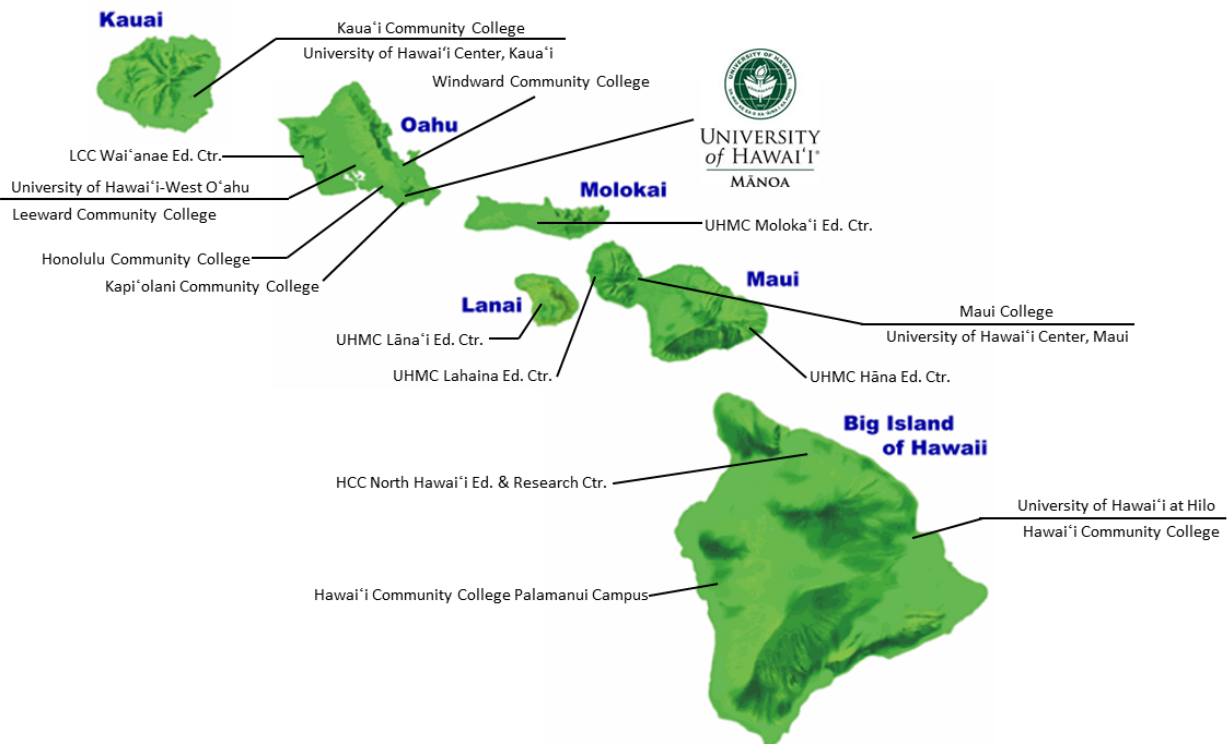 Kauai
Kauaʻi Community College
University of Hawaiʻi Center, Kauaʻi
Windward Community College
Oahu
UNIVERSITY OF HAWAIʻI
UNIVERSITY
of HAWAIʻI®
MĀNOA
LCC Waiʻanae Ed. Ctr.
University of Hawaiʻi-West Oʻahu
Leeward Community College
Molokai
UHMC Molokaʻi Ed. Ctr.
Honolulu Community College
Kapiʻolani Community College
Lanai
Maui
Maui College
University of Hawaiʻi Center, Maui
UHMC Lānaʻi Ed. Ctr.
UHMC Lahaina Ed. Ctr.
UHMC Hāna Ed. Ctr.
Big Island
of Hawaii
HCC North Hawaiʻi Ed. & Research Ctr.
University of Hawaiʻi at Hilo
Hawaiʻi Community College
Hawaiʻi Community College Palamanui Campus